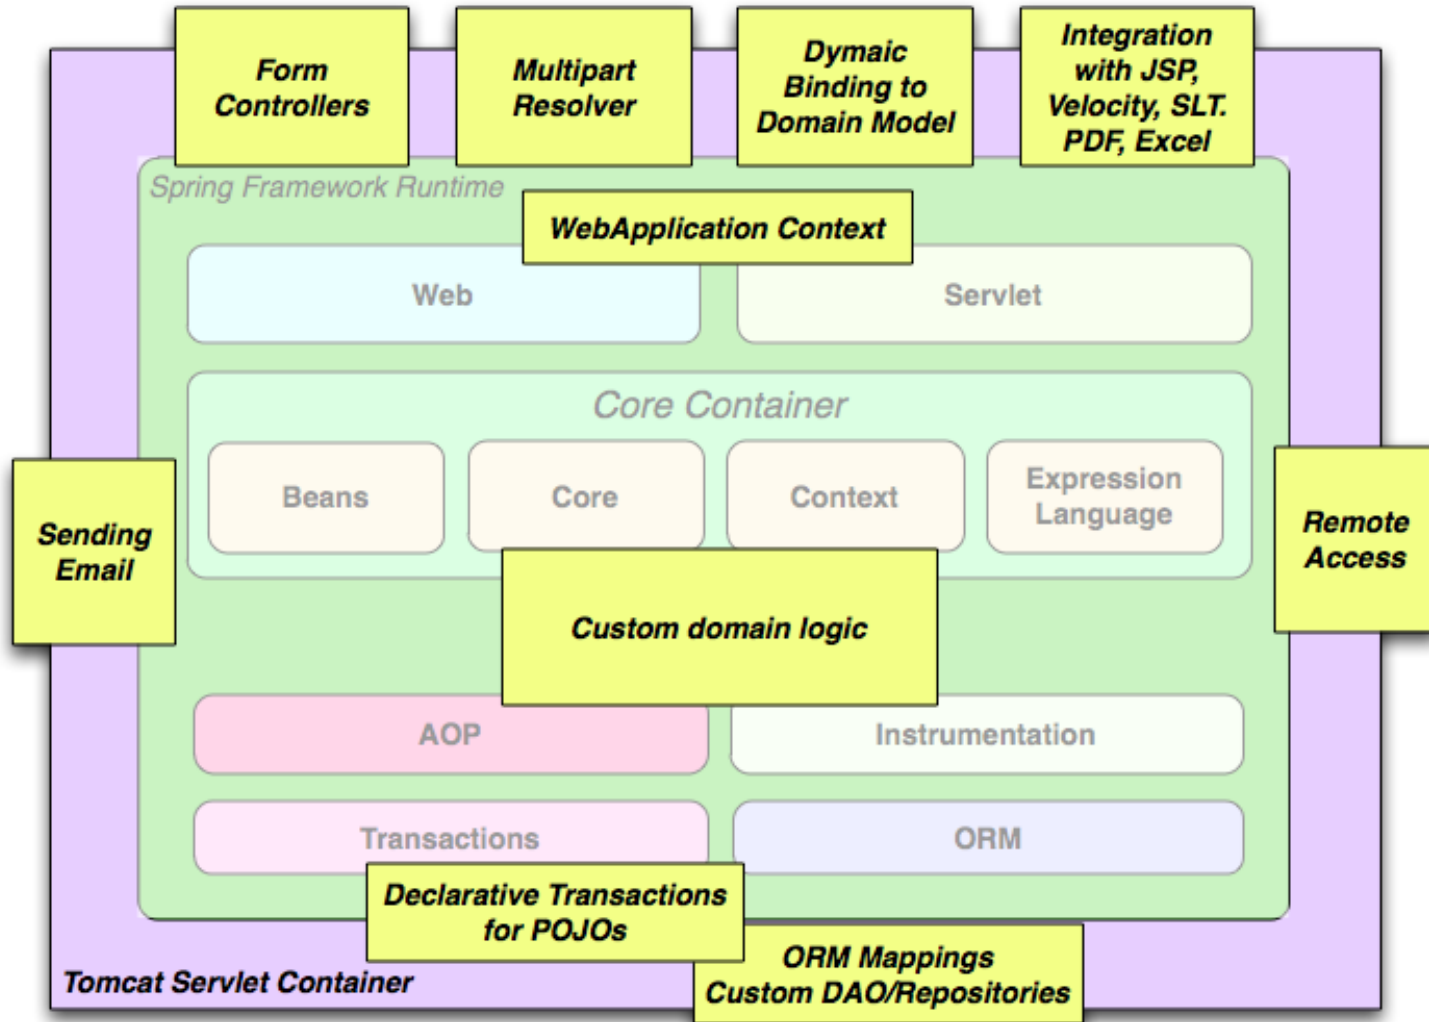 Form
Controllers
Multipart
Resolver
Dymaic
Binding to
Domain Model
Integration
with JSP,
Velocity, SLT.
PDF, Excel
Spring Framework Runtime
WebApplication Context
Web
Servlet
Core Container
Beans
Core
Context
Expression
Language
Sending
Email
Remote
Access
Custom domain logic
AOP
Instrumentation
Transactions
ORM
Declarative Transactions
for POJOs
ORM Mappings
Custom DAO/Repositories
Tomcat Servlet Container